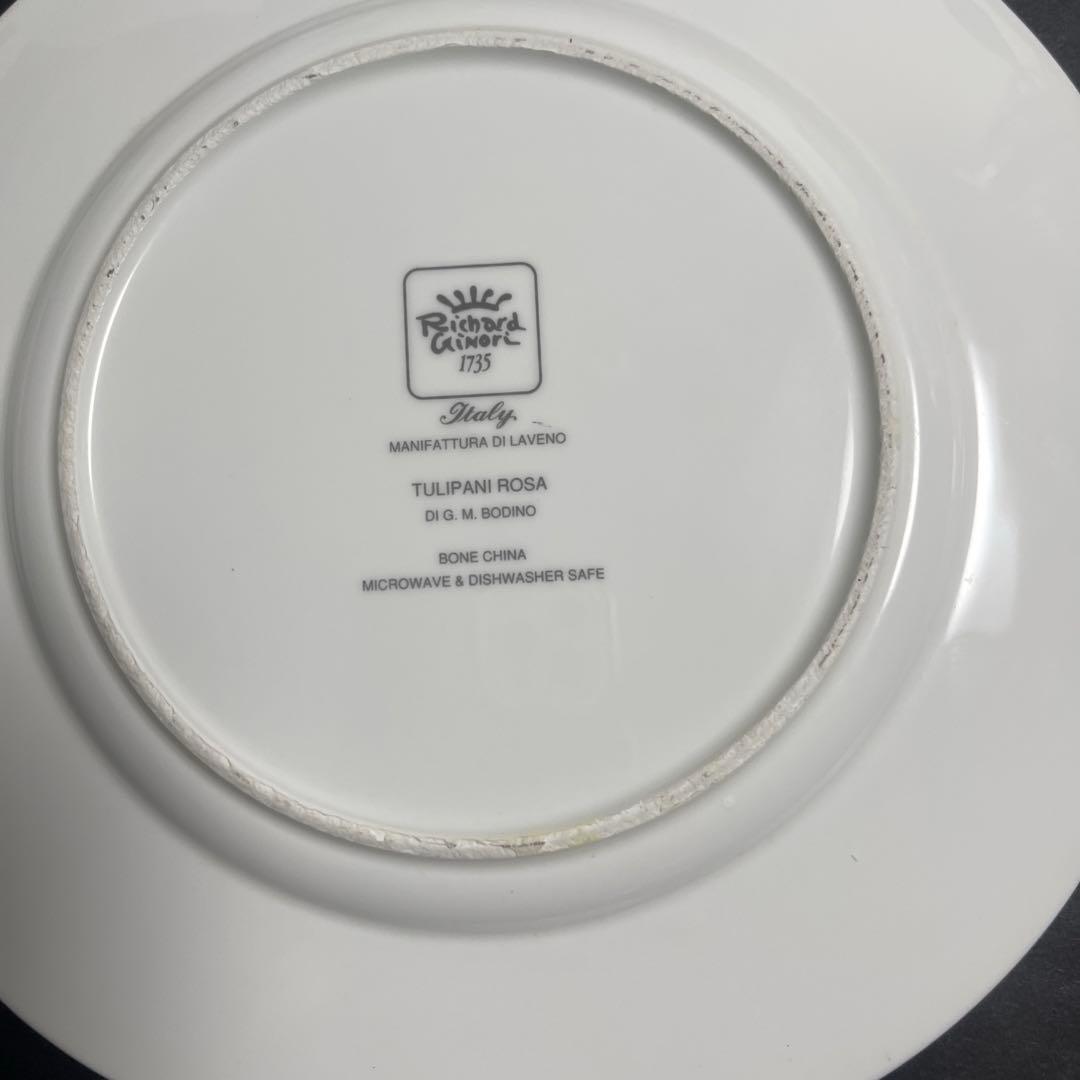 Richard
Ginori
1735
Italy
MANIFATTURA DI LAVENO
TULIPANI ROSA
DI G. M. BODINO
BONE CHINA
MICROWAVE & DISHWASHER SAFE